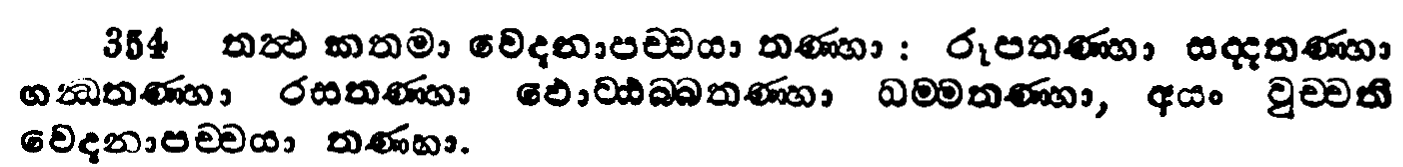 354 තත්‍ථ කතමා වේදනාපච්චයා තණ්හා : රූපතණ්හා සද්දතණ්හා
ගන්‍ධතණ්හා රසතණ්හා ඵොට්ඨබ්බතණ්හා ධම්මතණ්හා, අයං වුච්චති
වේදනාපච්චයා තණ්හා.